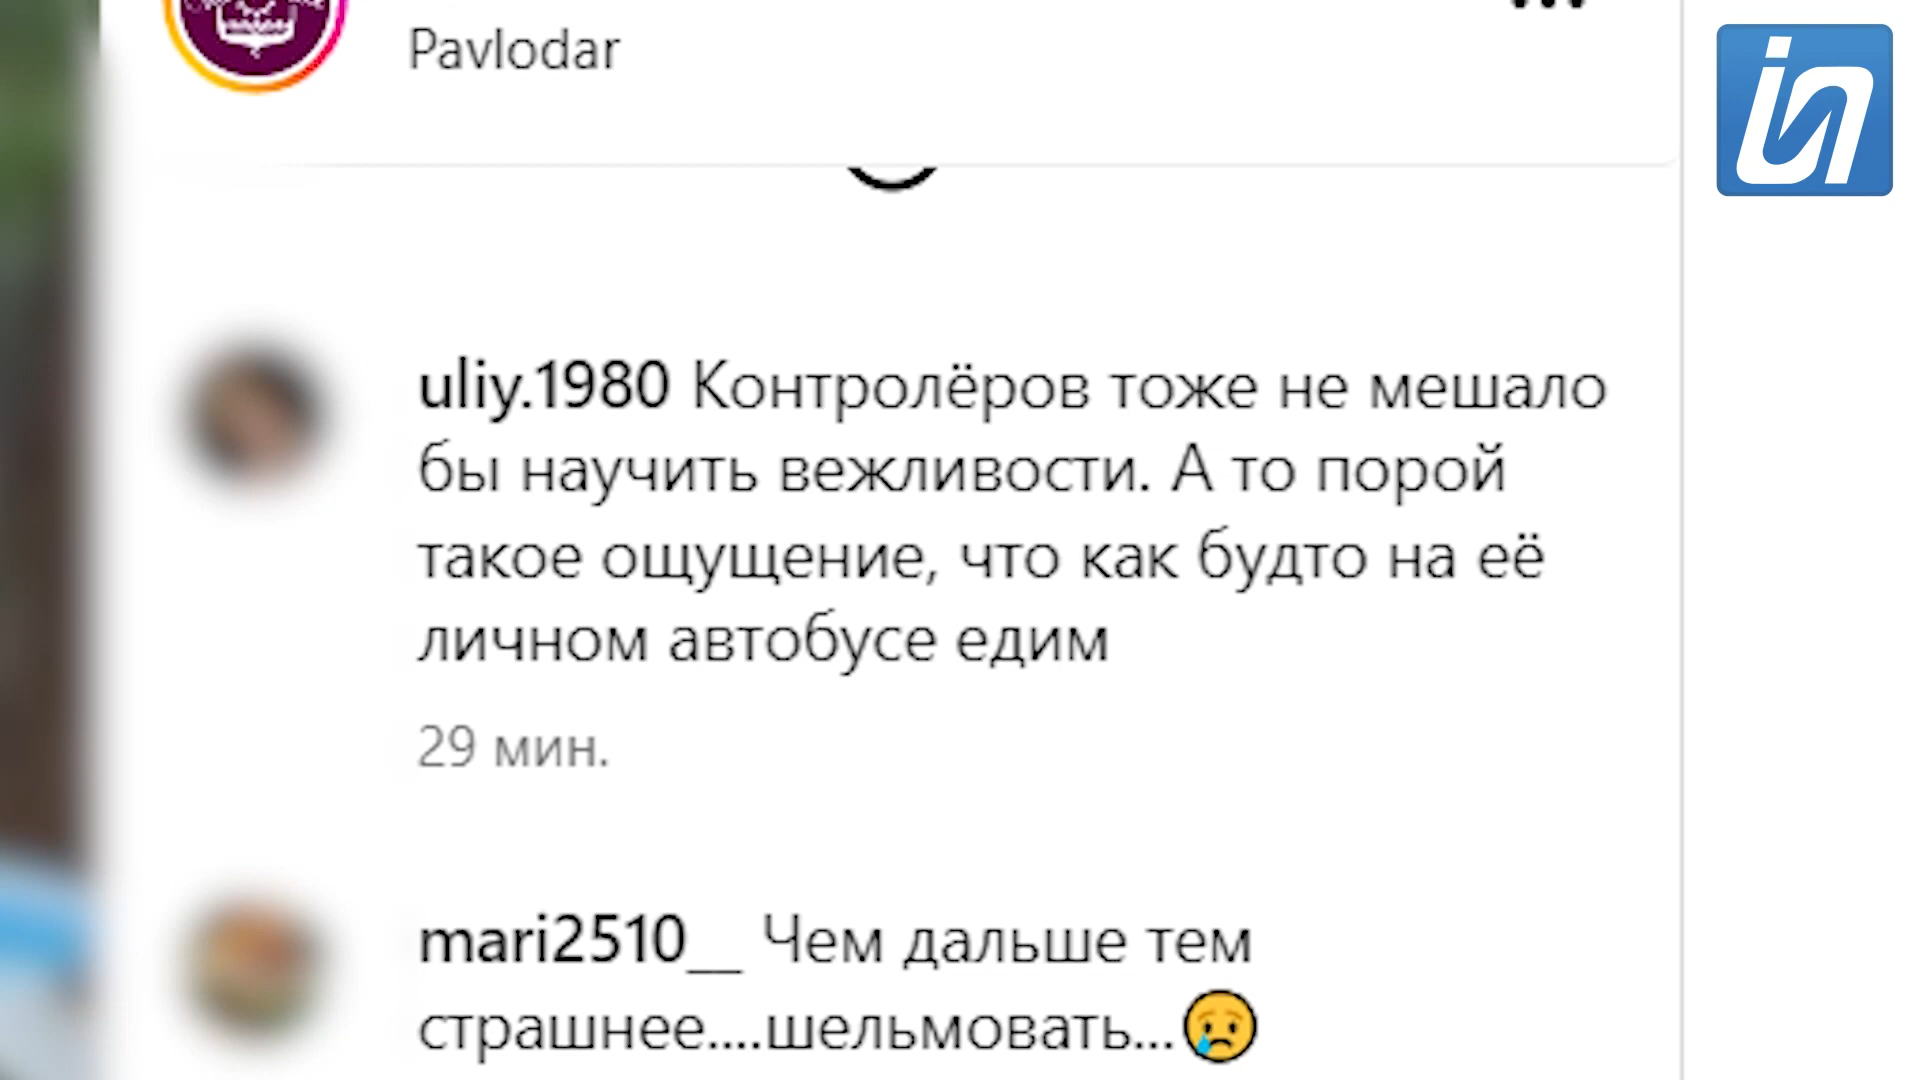 Pavlodar
uliy.1980 Контролёров тоже не мешало
бы научить вежливости. А то порой
такое ощущение, что как будто на её
личном автобусе едим
29 мин.
mari2510__ Чем дальше тем
страшнее....шельмовать...😢